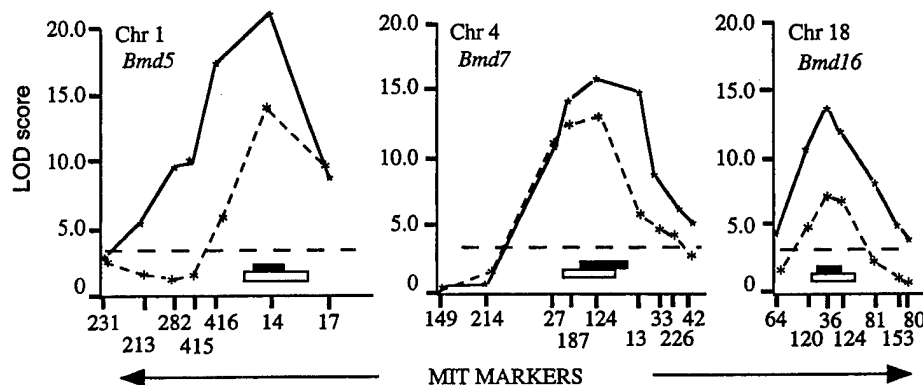 LOD score
20.0
15.0
10.0
5.0
0
Chr 1
Bmd5
231 282 416 14 17
213 415
20.0
15.0
10.0
5.0
0
Chr 4
Bmd7
149 214 27 124 33 42
187 13 226
20.0
15.0
10.0
5.0
0
Chr 18
Bmd16
64 36 81 80
120 124 153
MIT MARKERS